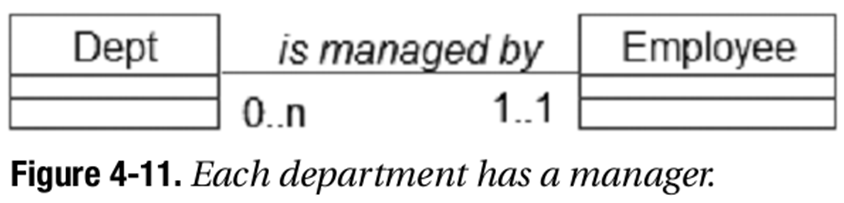 Dept is managed by Employee
0..n 1..1
Figure 4-11. Each department has a manager.